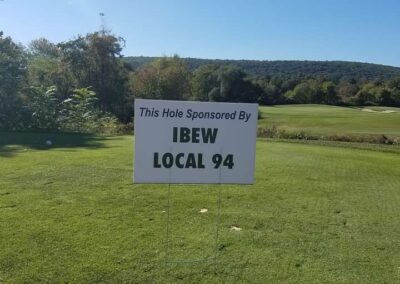 This Hole Sponsored By
IBEW
LOCAL 94